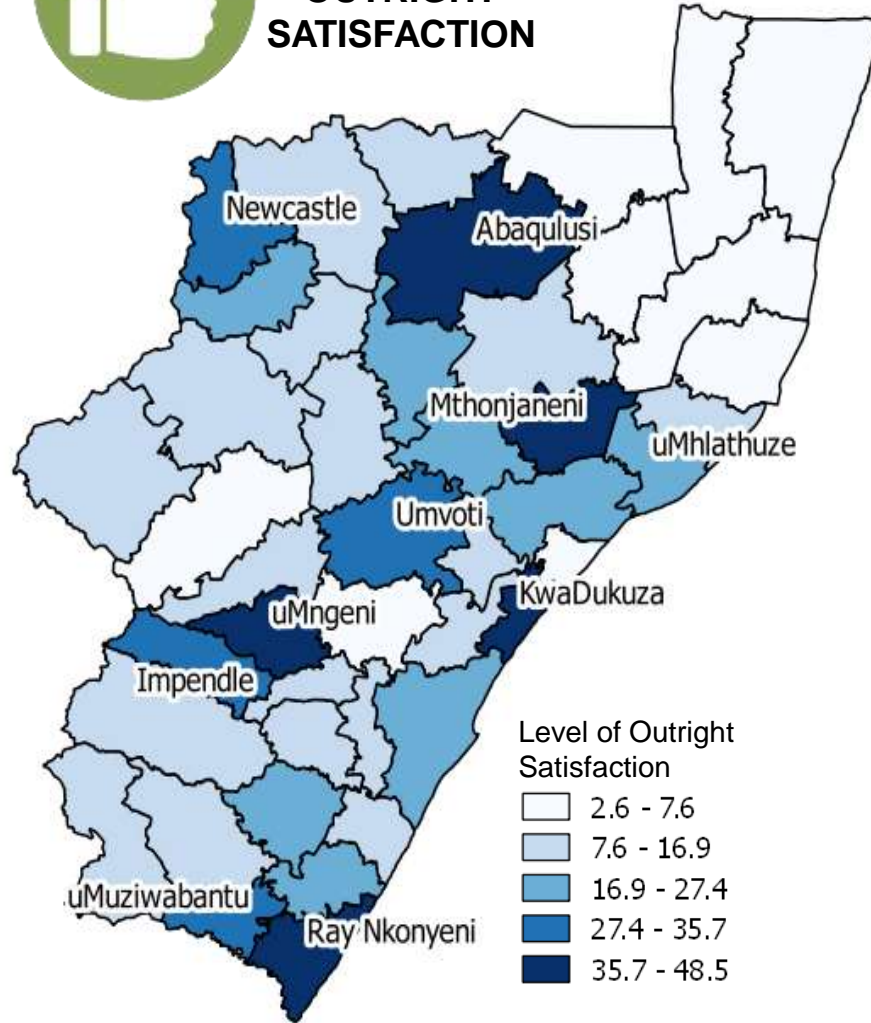 OUTRIGHT
SATISFACTION
Newcastle
Abaqulusi
Mthonjaneni
uMhlathuze
Umvoti
KwaDukuza
uMngeni
Impendle
uMuziwabantu
Ray Nkonyeni
Level of Outright
Satisfaction
2.6 - 7.6
7.6 - 16.9
16.9 - 27.4
27.4 - 35.7
35.7 - 48.5